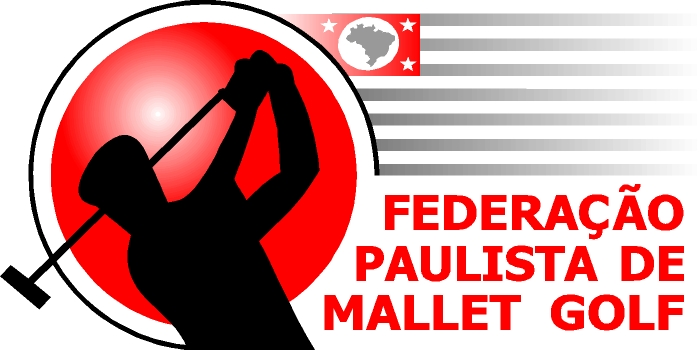 FEDERAÇÃO
PAULISTA DE
MALLET GOLF